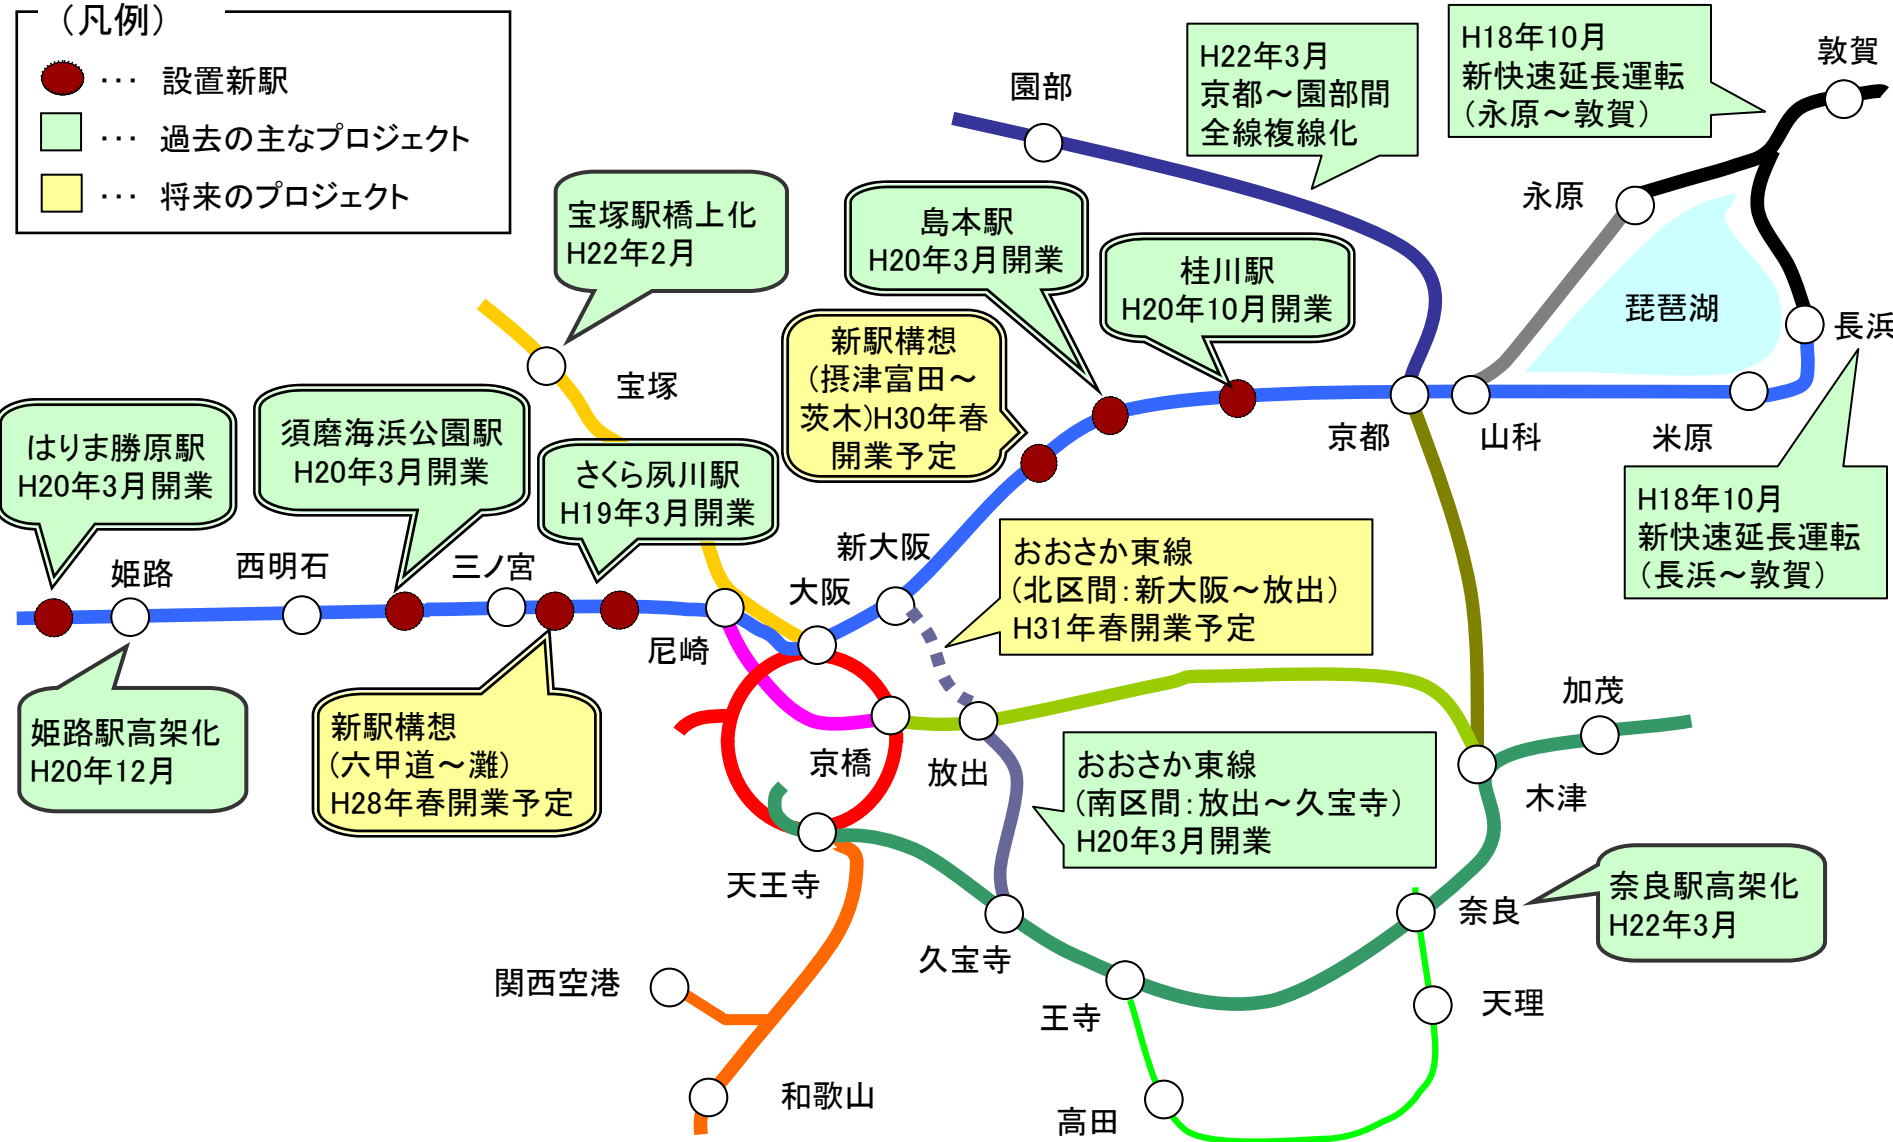 （凡例）
… 設置新駅
… 過去の主なプロジェクト
… 将来のプロジェクト
園部
H22年3月
京都～園部間
全線複線化
H18年10月
新快速延長運転
（永原～敦賀）
敦賀
永原
琵琶湖
長浜
宝塚駅橋上化
H22年2月
島本駅
H20年3月開業
桂川駅
H20年10月開業
新駅構想
(摂津富田～
茨木)H30年春
開業予定
宝塚
はりま勝原駅
H20年3月開業
須磨海浜公園駅
H20年3月開業
さくら夙川駅
H19年3月開業
京都
山科
米原
H18年10月
新快速延長運転
（長浜～敦賀）
姫路
西明石
三ノ宮
尼崎
大阪
新大阪
おおさか東線
(北区間：新大阪～放出）
H31年春開業予定
姫路駅高架化
H20年12月
新駅構想
(六甲道～灘)
H28年春開業予定
京橋
放出
おおさか東線
(南区間：放出～久宝寺）
H20年3月開業
加茂
木津
天王寺
久宝寺
奈良
奈良駅高架化
H22年3月
関西空港
王寺
天理
和歌山
高田